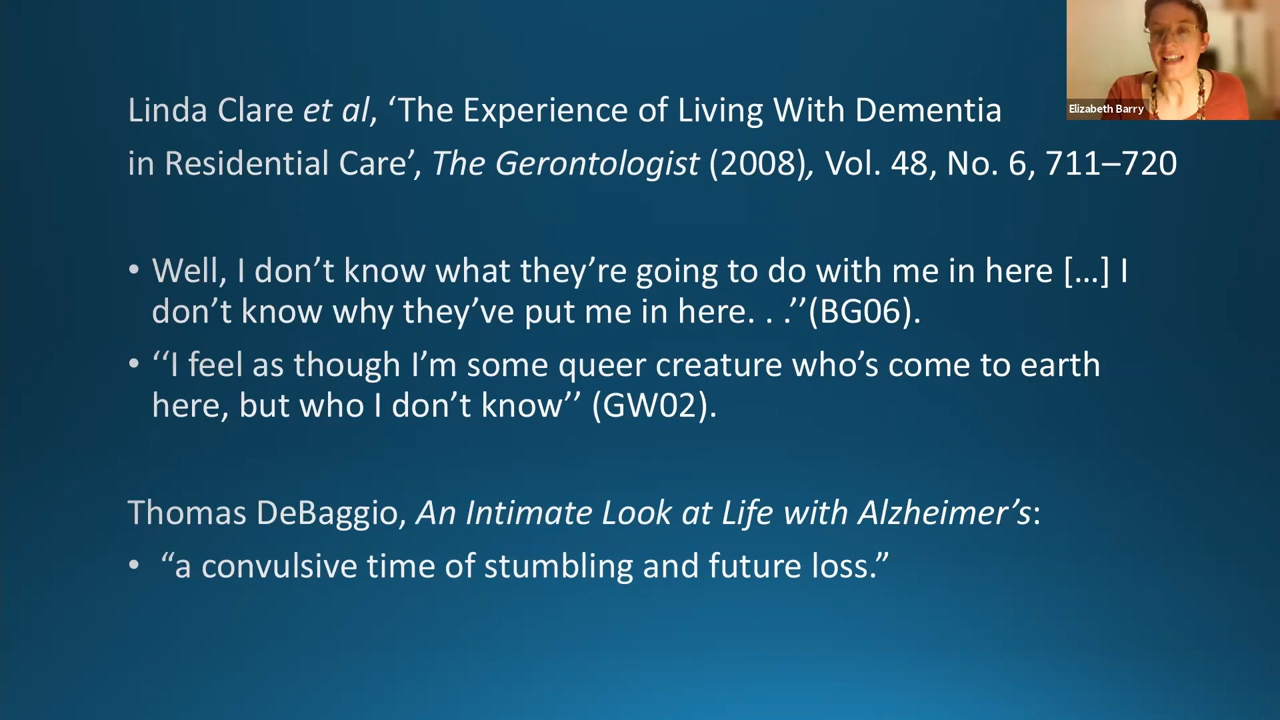 Elizabeth Barry
Linda Clare et al, ‘The Experience of Living With Dementia
in Residential Care’, The Gerontologist (2008), Vol. 48, No. 6, 711–720
• Well, I don’t know what they’re going to do with me in here […] I
don’t know why they’ve put me in here. . .’’(BG06).
• ‘‘I feel as though I’m some queer creature who’s come to earth
here, but who I don’t know’’ (GW02).
Thomas DeBaggio, An Intimate Look at Life with Alzheimer’s:
• “a convulsive time of stumbling and future loss.”